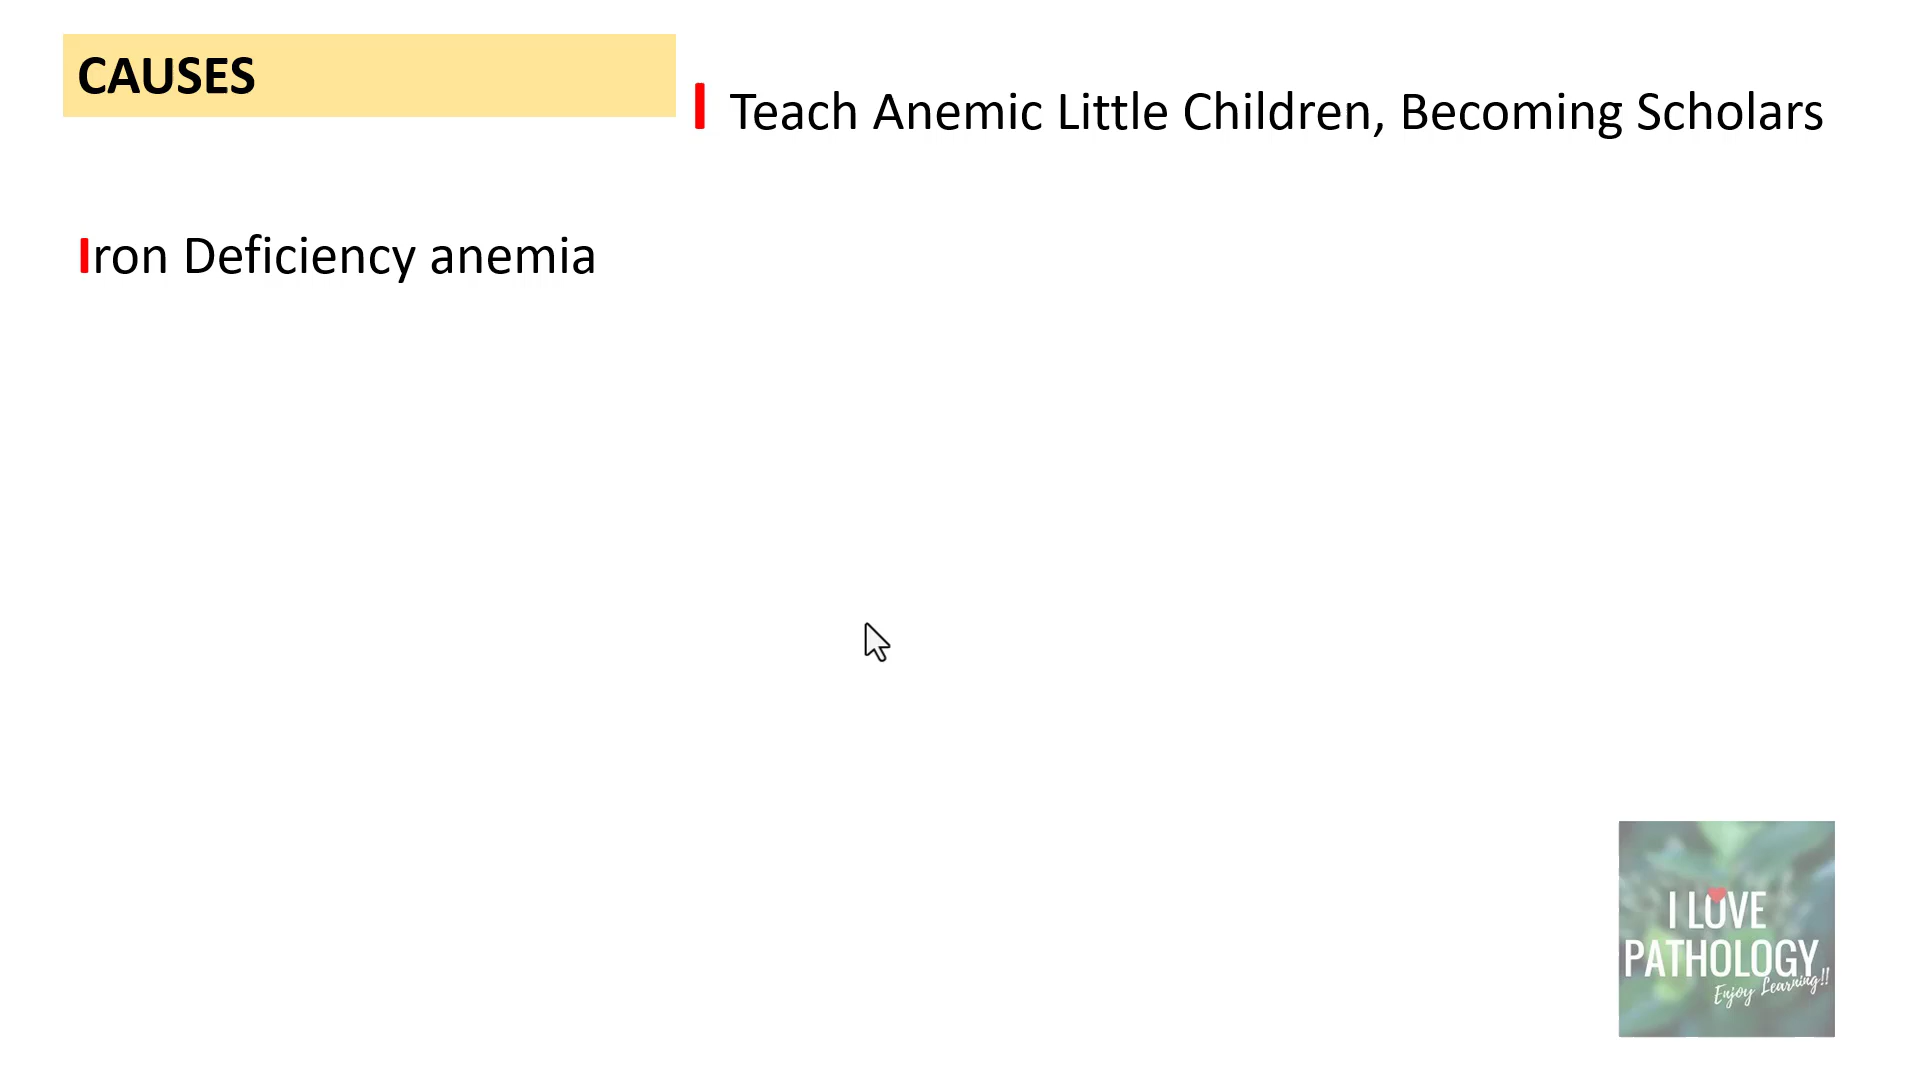 CAUSES
I Teach Anemic Little Children, Becoming Scholars
Iron Deficiency anemia
I LOVE
PATHOLOGY
Enjoy Learning!!